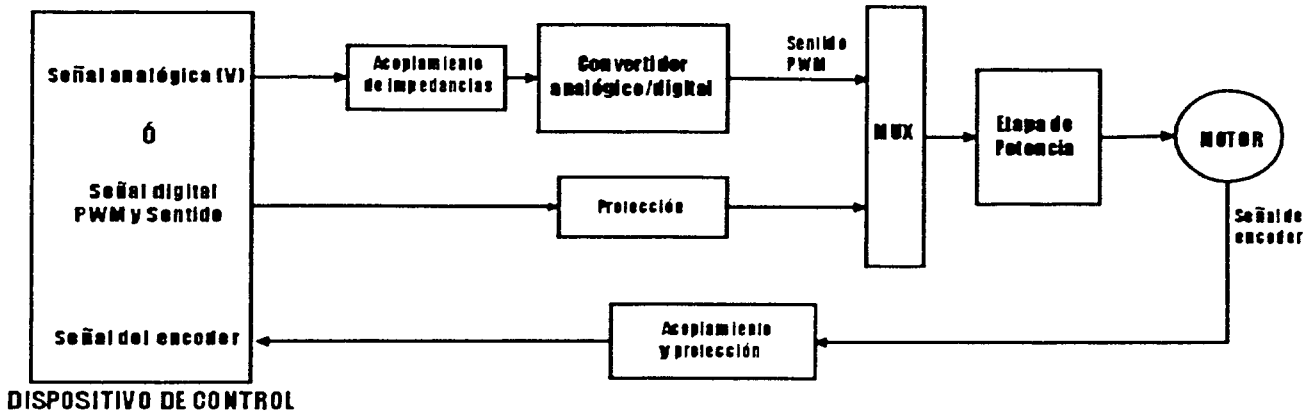 Señal analógica (V)
Ó
Señal digital
PWM y Sentido
Señal del encoder
DISPOSITIVO DE CONTROL
Acoplamiento
de impedancias
Convertidor
analógico/digital
Sentido
PWM
Protección
MUX
Etapa de
Potencia
MOTOR
Señal de
encoder
Acoplamiento
y protección